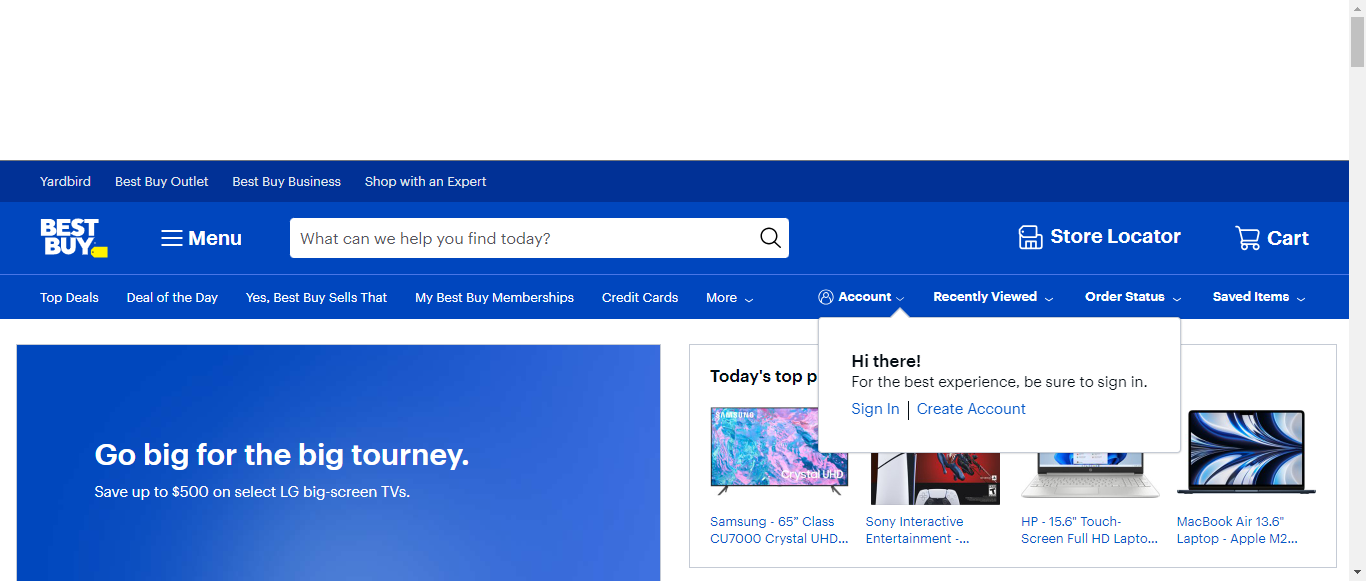 Yardbird Best Buy Outlet Best Buy Business Shop with an Expert
BEST
BUY
Menu
What can we help you find today?
Store Locator
Cart
Top Deals Deal of the Day Yes, Best Buy Sells That My Best Buy Memberships Credit Cards More
Account Recently Viewed Order Status Saved Items
Hi there!
For the best experience, be sure to sign in.
Sign In | Create Account
Go big for the big tourney.
Save up to $500 on select LG big-screen TVs.
Today's top p
SAMSUNG
Crystal UHD
Samsung - 65” Class
CU7000 Crystal UHD...
Sony Interactive
Entertainment -...
HP - 15.6" Touch-
Screen Full HD Lapto...
MacBook Air 13.6"
Laptop - Apple M2...